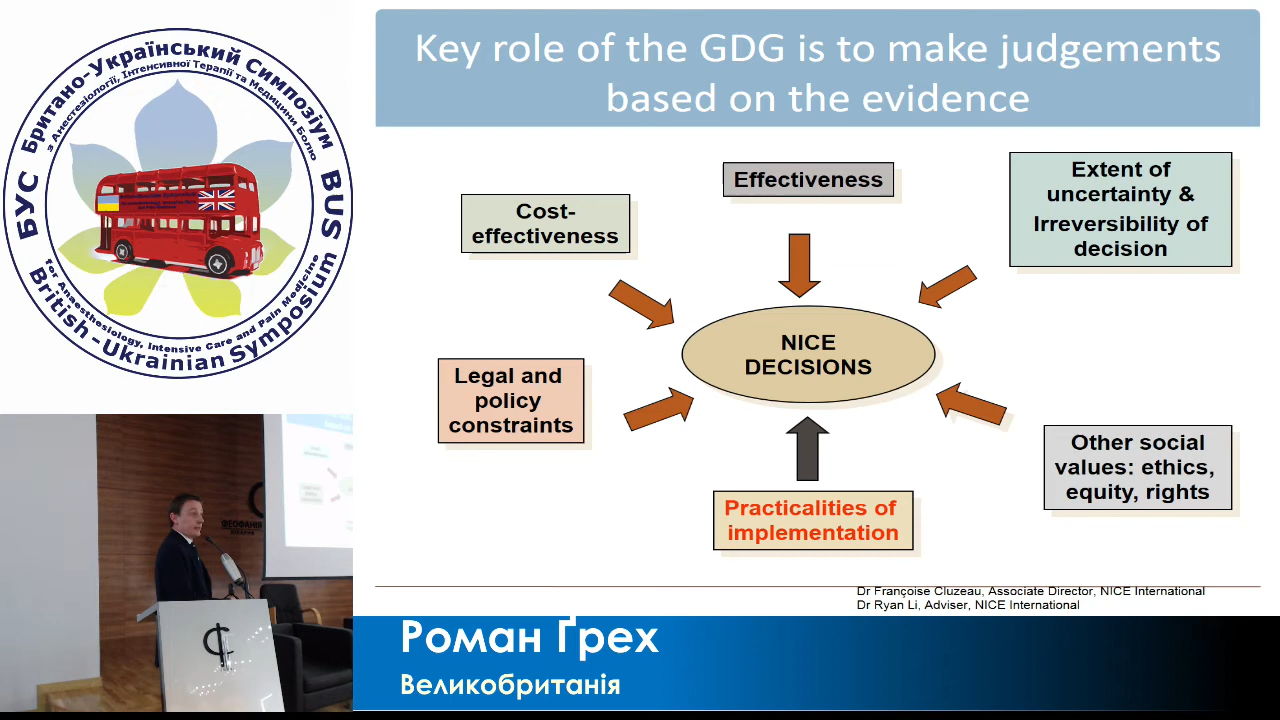 Британо-Український Симпозіум
з Анестезіології, Інтенсивної Терапії та Медицини Болю
БУС
BUS
for Anaesthesiology, Intensive Care and Pain Medicine
British-Ukrainian Symposium
Key role of the GDG is to make judgements
based on the evidence
Effectiveness
Extent of
uncertainty &
Irreversibility of
decision
Cost-
effectiveness
NICE
DECISIONS
Legal and
policy
constraints
Other social
values: ethics,
equity, rights
Practicalities of
implementation
Dr Françoise Cluzeau, Associate Director, NICE International
Dr Ryan Li, Adviser, NICE International
ФЕОФАНІЯ
Роман Ґрех
Великобританія